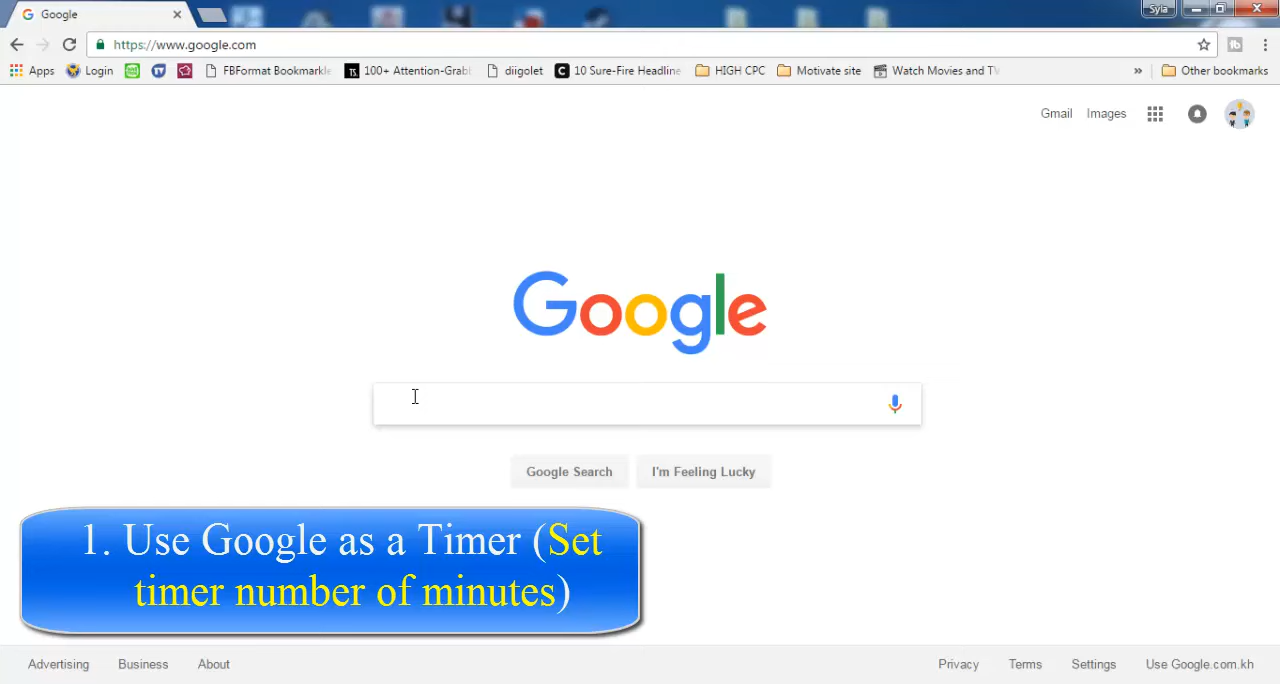 Google
Syia
https://www.google.com
Apps
Login
FBFormat Bookmarkle
100+ Attention-Grab
diigolet
10 Sure-Fire Headline
HIGH CPC
Motivate site
Watch Movies and TV
»
Other bookmarks
Gmail
Images
Google
Google Search
I'm Feeling Lucky
1. Use Google as a Timer (Set
timer number of minutes)
Advertising
Business
About
Privacy
Terms
Settings
Use Google.com.kh